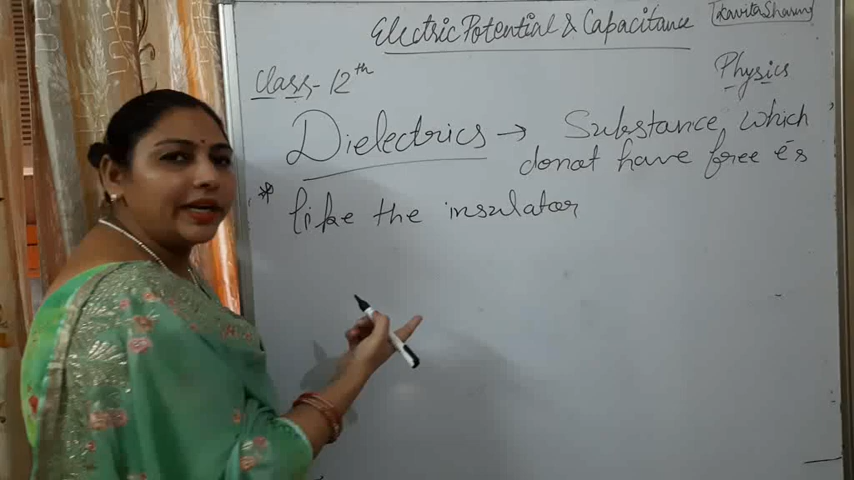 Electric Potential & Capacitance
Kavita Sharma
Class-12th
Physics
Dielectrics → Substance, which
donot have free e-s
* like the insulator